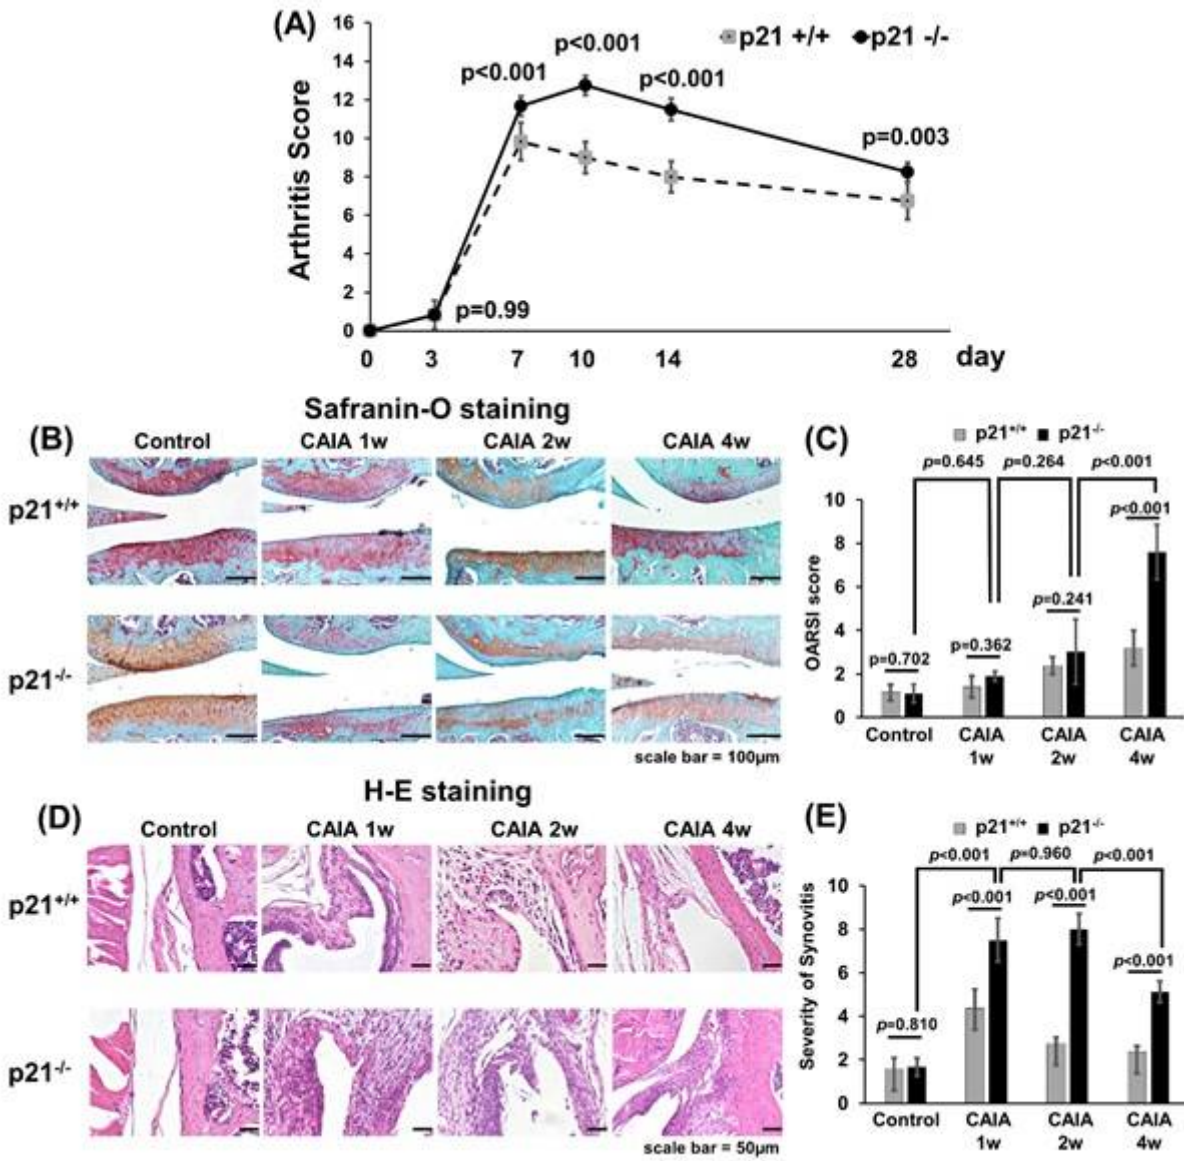 (A)
16
14
12
10
8
6
4
2
0
Arthritis Score
p21 +/+ p21 -/-
p<0.001
p<0.001
p<0.001
p=0.003
p=0.99
0 3 7 10 14 28 day
Safranin-O staining
(B)
Control CAIA 1w CAIA 2w CAIA 4w
p21+/+
p21-/-
scale bar = 100µm
(C)
p21+/+ p21-/-
p=0.645 p=0.264 p<0.001
p<0.001
p=0.241
p=0.362
p=0.702
10
8
6
4
2
0
OARSI score
Control CAIA CAIA CAIA
1w 2w 4w
H-E staining
(D)
Control CAIA 1w CAIA 2w CAIA 4w
p21+/+
p21-/-
scale bar = 50µm
(E)
p21+/+ p21-/-
p<0.001 p=0.960 p<0.001
p<0.001 p<0.001
p<0.001
p=0.810
10
8
6
4
2
0
Severity of Synovitis
Control CAIA CAIA CAIA
1w 2w 4w